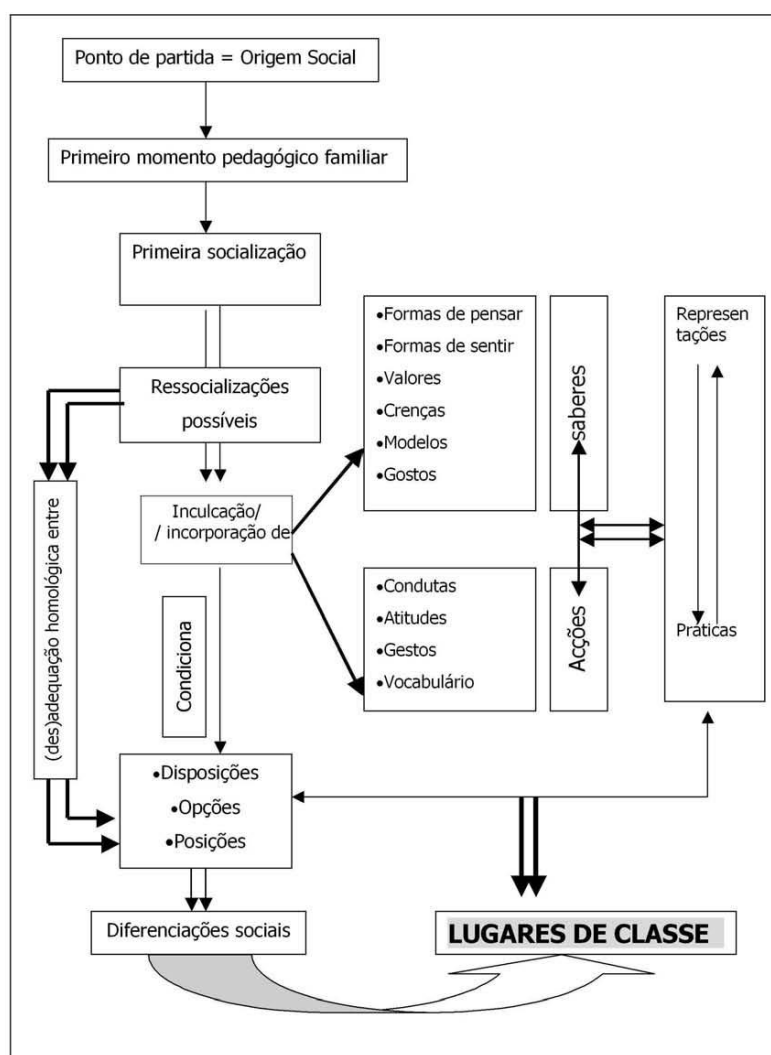 Ponto de partida = Origem Social
Primeiro momento pedagógico familiar
Primeira socialização
Ressocializações
possíveis
Inculcação/
/ incorporação de
•Formas de pensar
•Formas de sentir
•Valores
•Crenças
•Modelos
•Gostos
saberes
Represen
tações
Práticas
•Condutas
•Atitudes
•Gestos
•Vocabulário
Acções
(des)adequação homológica entre
Condiciona
•Disposições
•Opções
•Posições
Diferenciações sociais
LUGARES DE CLASSE